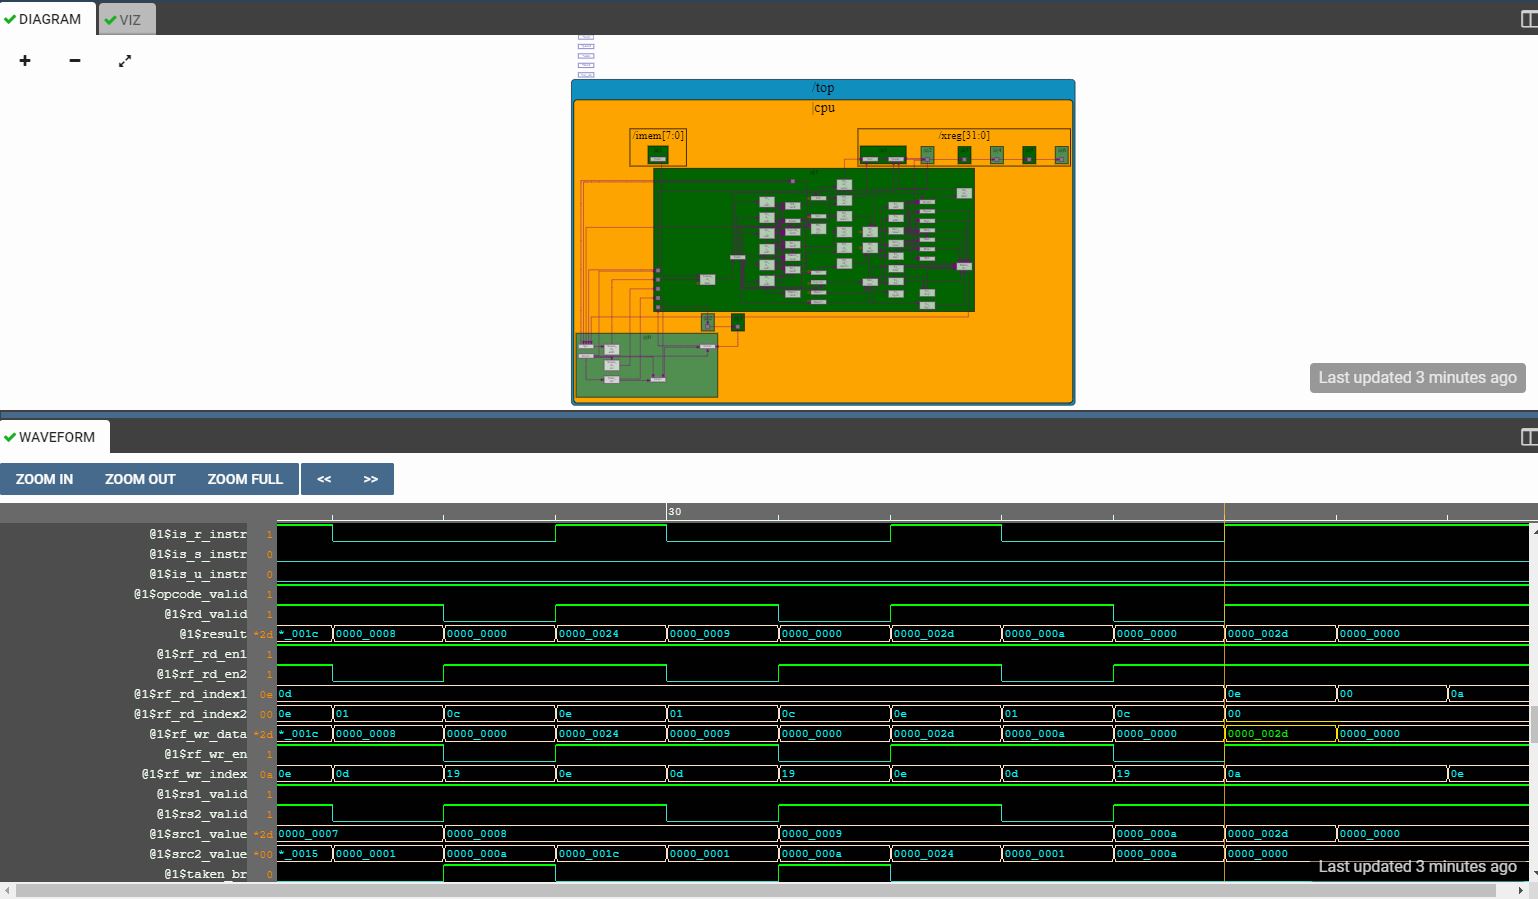 DIAGRAM VIZ
/top
|cpu
/imem[7:0] /xreg[31:0]
Last updated 3 minutes ago
WAVEFORM
ZOOM IN ZOOM OUT ZOOM FULL << >>
30
@1$is_r_instr 1
@1$is_s_instr 0
@1$is_u_instr 0
@1$opcode_valid 1
@1$rd_valid 1
@1$result *2d *_001c 0000_0008 0000_0000 0000_0024 0000_0009 0000_0000 0000_002d 0000_000a 0000_0000 0000_002d 0000_0000
@1$rf_rd_en1 1
@1$rf_rd_en2 1
@1$rf_rd_index1 0e 0d 0e 00 0a
@1$rf_rd_index2 00 0e 01 0c 0e 01 0c 0e 01 0c 00
@1$rf_wr_data *2d *_001c 0000_0008 0000_0000 0000_0024 0000_0009 0000_0000 0000_002d 0000_000a 0000_0000 0000_002d 0000_0000
@1$rf_wr_en 1
@1$rf_wr_index 0a 0e 0d 19 0e 0d 19 0e 0d 19 0a 0e
@1$rs1_valid 1
@1$rs2_valid 1
@1$src1_value *2d 0000_0007 0000_0008 0000_0009 0000_000a 0000_002d 0000_0000
@1$src2_value *00 *_0015 0000_0001 0000_000a 0000_001c 0000_0001 0000_000a 0000_0024 0000_0001 0000_000a 0000_0000
@1$taken_br 0
Last updated 3 minutes ago